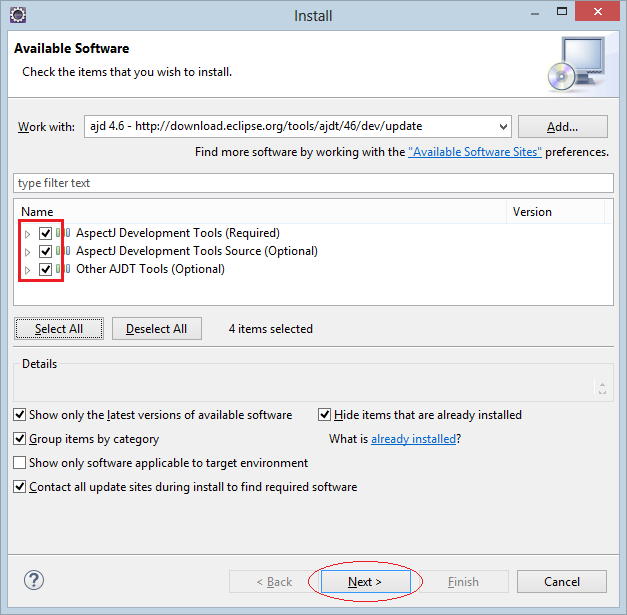 Install
Available Software
Check the items that you wish to install.
Work with: ajd 4.6 - http://download.eclipse.org/tools/ajdt/46/dev/update Add...
Find more software by working with the "Available Software Sites" preferences.
type filter text
Name Version
AspectJ Development Tools (Required)
AspectJ Development Tools Source (Optional)
Other AJDT Tools (Optional)
Select All Deselect All 4 items selected
Details
Show only the latest versions of available software Hide items that are already installed
Group items by category What is already installed?
Show only software applicable to target environment
Contact all update sites during install to find required software
? < Back Next > Finish Cancel